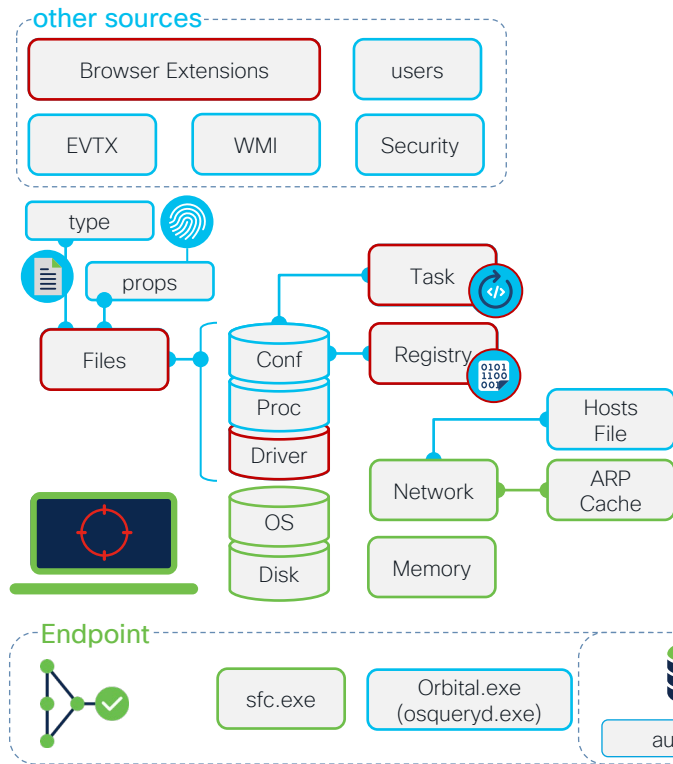 other sources
Browser Extensions
users
EVTX
WMI
Security
type
props
Files
Conf
Proc
Driver
OS
Disk
Task
</>
Registry
0101
1100
Hosts
File
Network
ARP
Cache
Memory
Endpoint
sfc.exe
Orbital.exe
(osqueryd.exe)